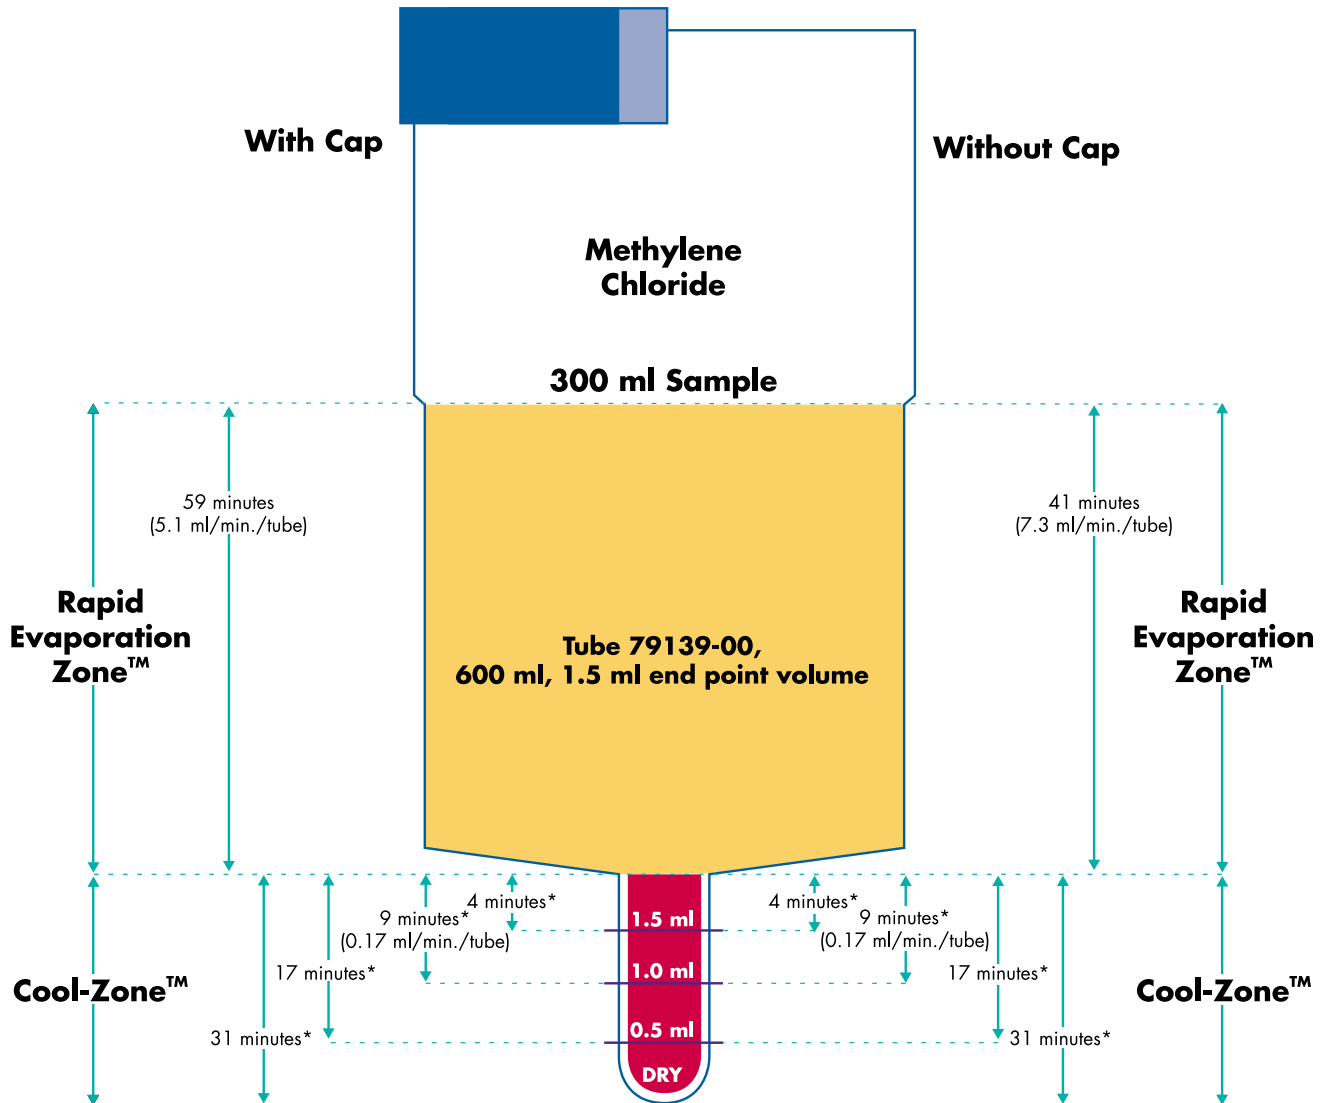 With Cap
Without Cap
Methylene
Chloride
300 ml Sample
59 minutes
(5.1 ml/min./tube)
41 minutes
(7.3 ml/min./tube)
Rapid
Evaporation
Zone™
Tube 79139-00,
600 ml, 1.5 ml end point volume
Rapid
Evaporation
Zone™
4 minutes*
9 minutes*
(0.17 ml/min./tube)
17 minutes*
31 minutes*
Cool-Zone™
1.5 ml
1.0 ml
0.5 ml
DRY
4 minutes*
9 minutes*
(0.17 ml/min./tube)
17 minutes*
31 minutes*
Cool-Zone™